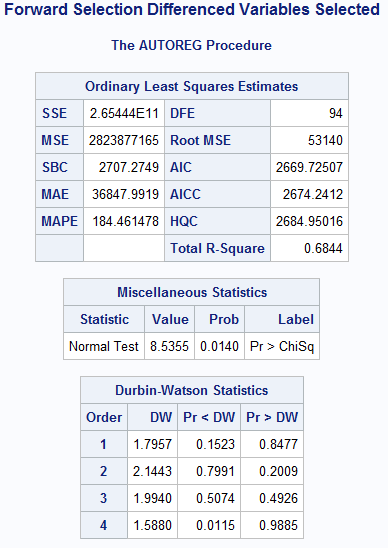 Forward Selection Differenced Variables Selected
The AUTOREG Procedure
Ordinary Least Squares Estimates
SSE 2.65444E11 DFE 94
MSE 2823877165 Root MSE 53140
SBC 2707.2749 AIC 2669.72507
MAE 36847.9919 AICC 2674.2412
MAPE 184.461478 HQC 2684.95016
Total R-Square 0.6844
Miscellaneous Statistics
Statistic Value Prob Label
Normal Test 8.5355 0.0140 Pr > ChiSq
Durbin-Watson Statistics
Order DW Pr < DW Pr > DW
1 1.7957 0.1523 0.8477
2 2.1443 0.7991 0.2009
3 1.9940 0.5074 0.4926
4 1.5880 0.0115 0.9885